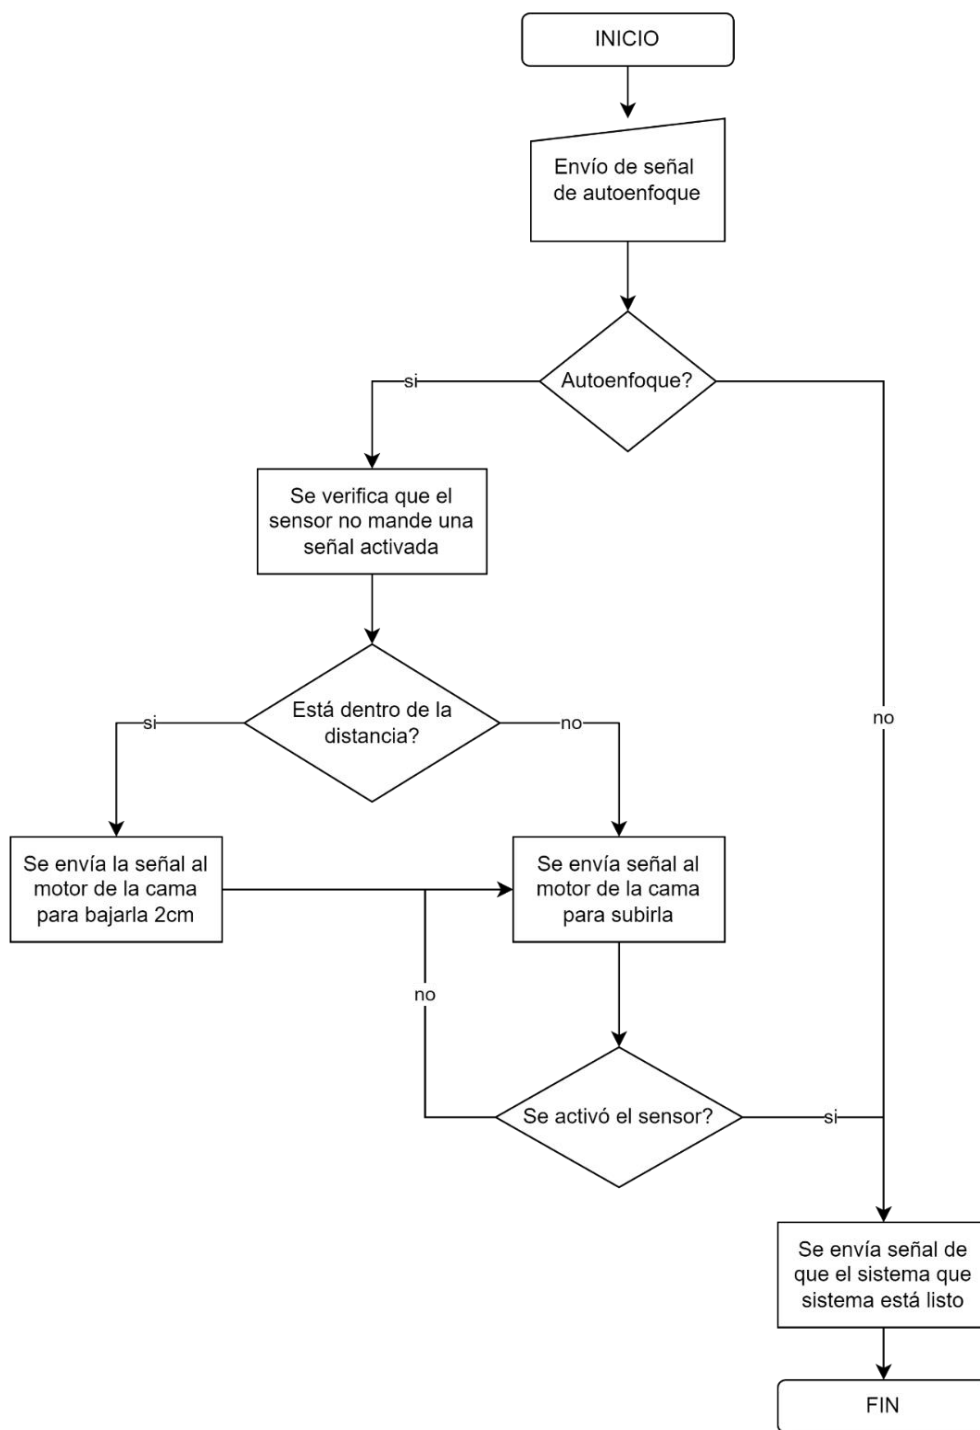 INICIO
Envío de señal
de autoenfoque
Autoenfoque?
si
no
Se verifica que el
sensor no mande una
señal activada
Está dentro de la
distancia?
si
no
Se envía la señal al
motor de la cama
para bajarla 2cm
Se envía señal al
motor de la cama
para subirla
no
Se activó el sensor?
si
Se envía señal de
que el sistema que
sistema está listo
FIN